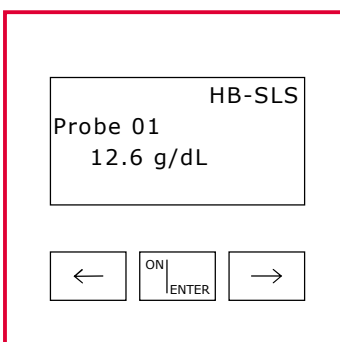 HB-SLS
Probe 01
12.6 g/dL
ON
ENTER